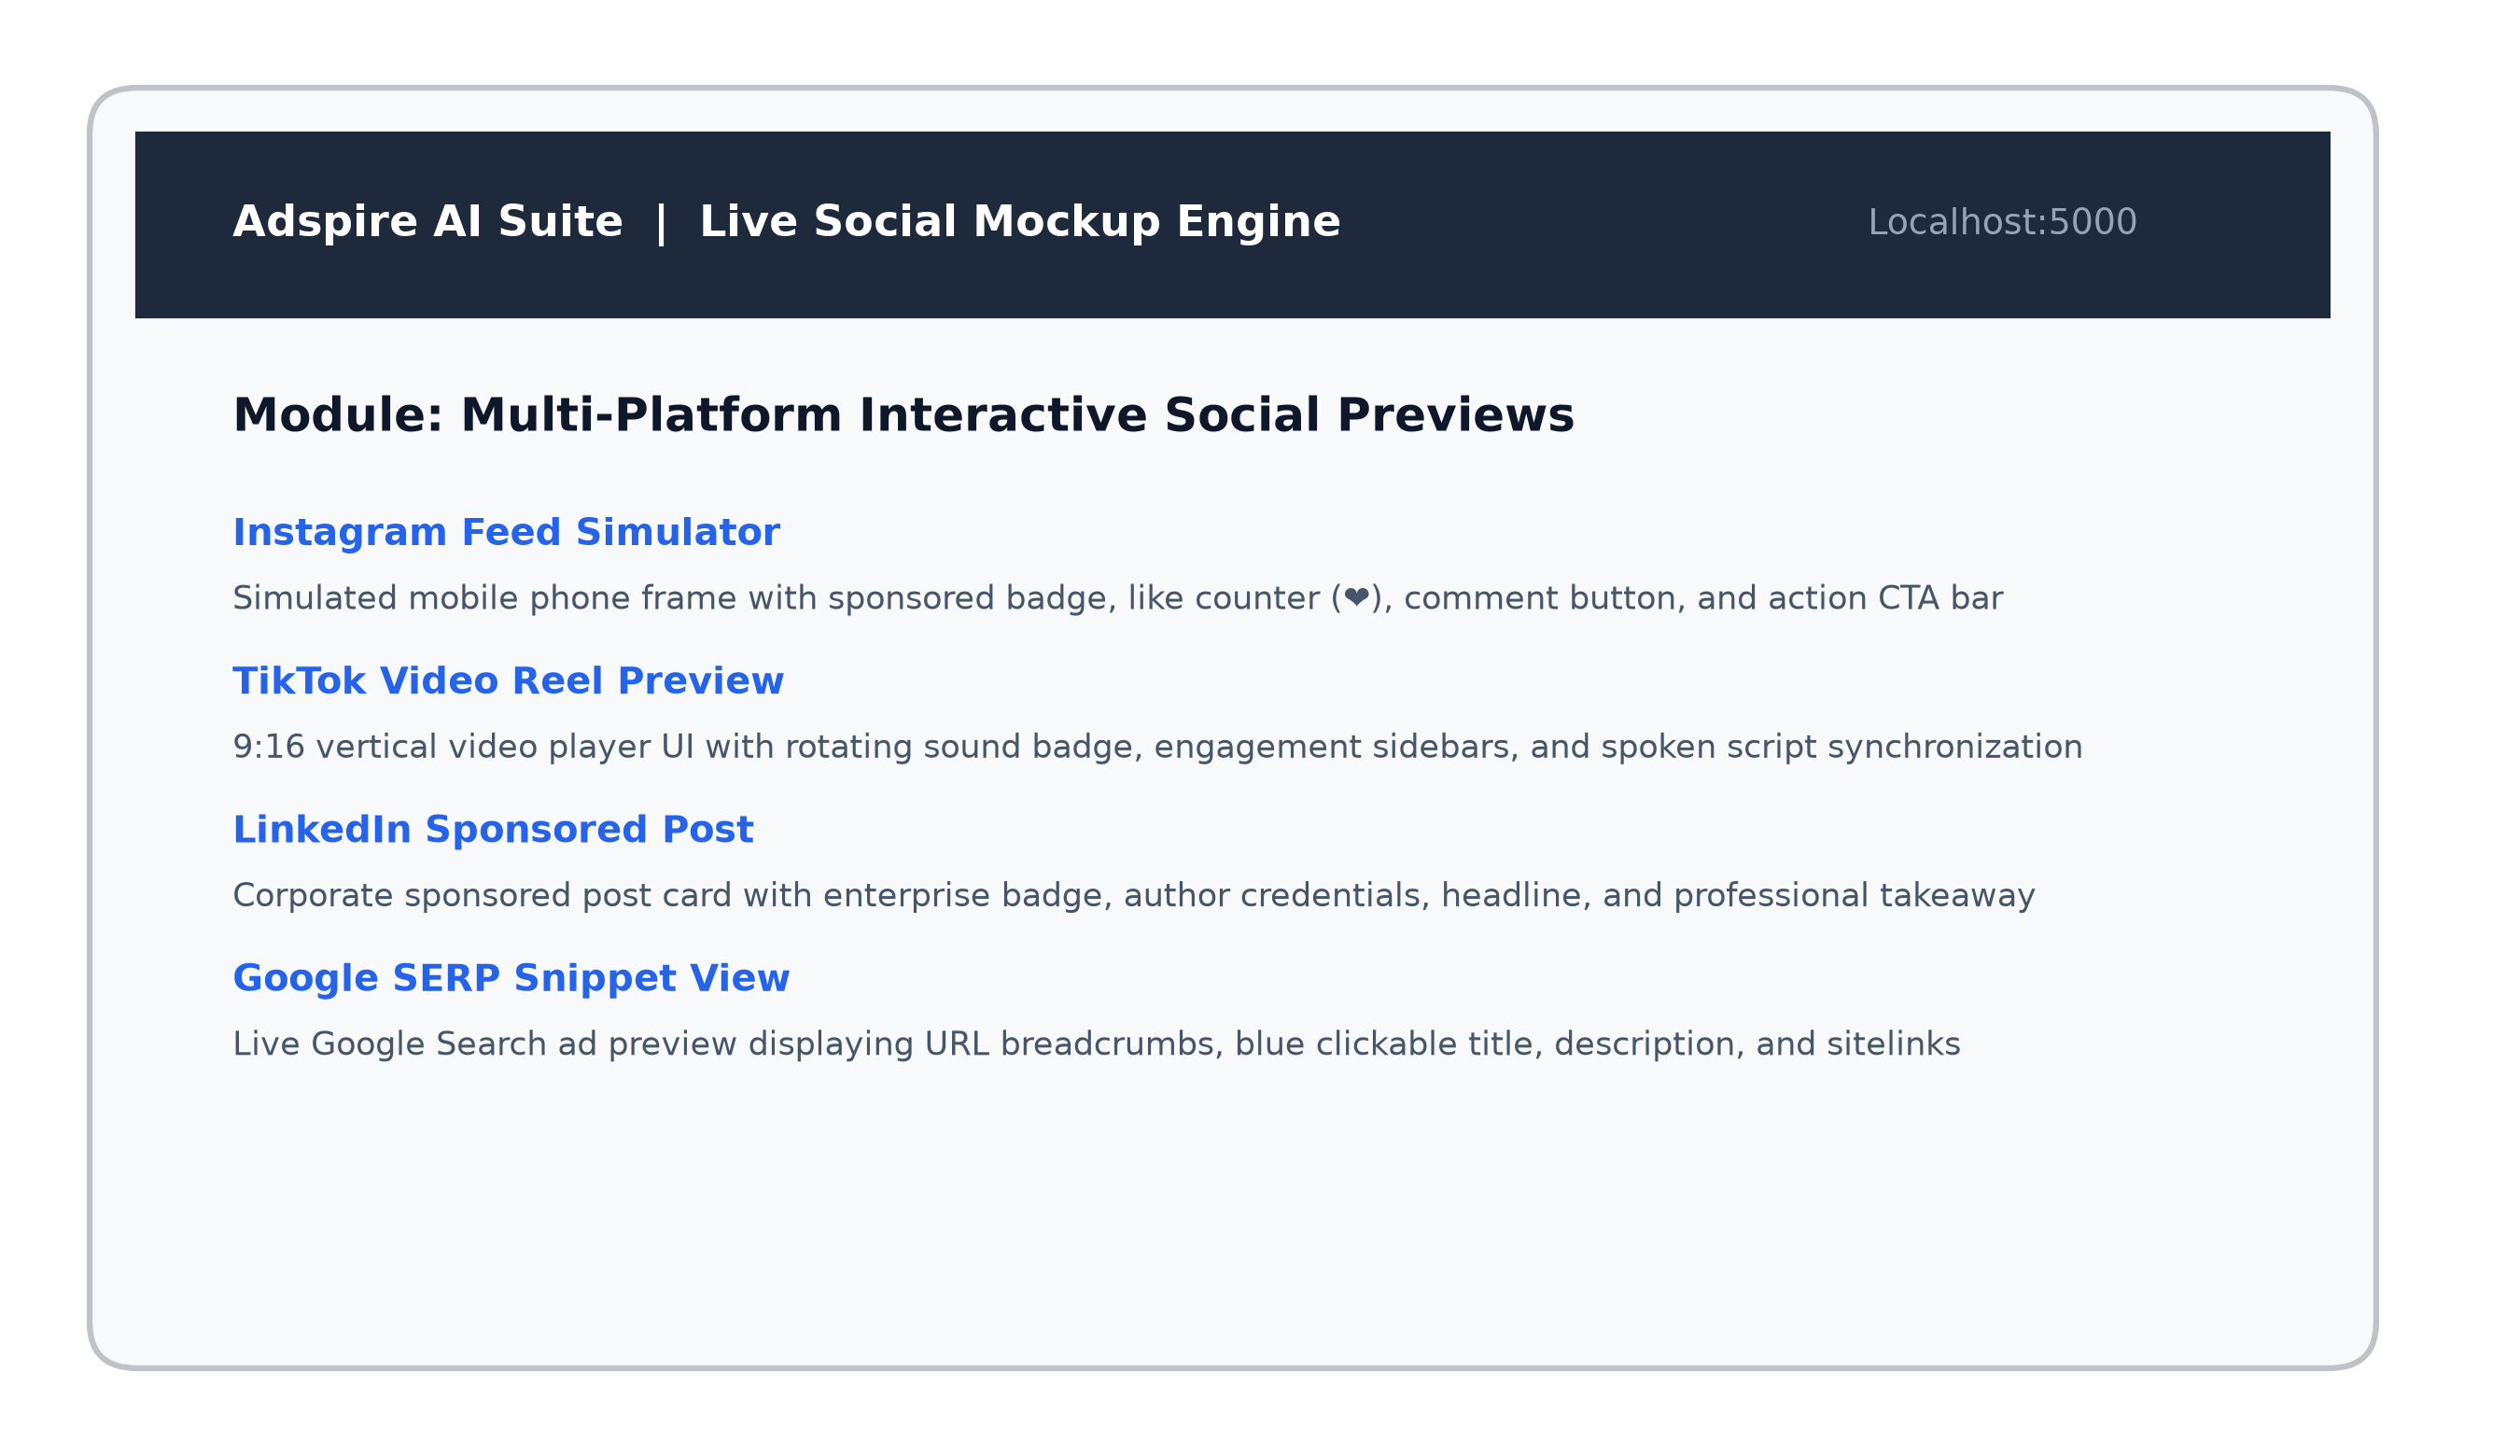 Adspire AI Suite | Live Social Mockup Engine
Localhost:5000
Module: Multi-Platform Interactive Social Previews
Instagram Feed Simulator
Simulated mobile phone frame with sponsored badge, like counter (❤), comment button, and action CTA bar
TikTok Video Reel Preview
9:16 vertical video player UI with rotating sound badge, engagement sidebars, and spoken script synchronization
LinkedIn Sponsored Post
Corporate sponsored post card with enterprise badge, author credentials, headline, and professional takeaway
Google SERP Snippet View
Live Google Search ad preview displaying URL breadcrumbs, blue clickable title, description, and sitelinks